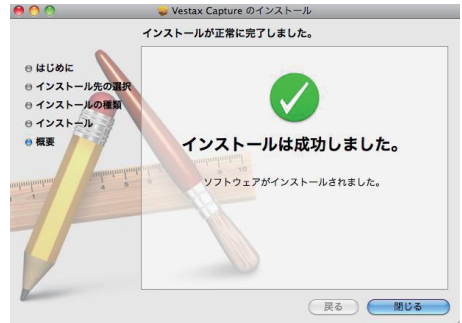 Vestax Capture のインストール
インストールが正常に完了しました。
はじめに
インストール先の選択
インストールの種類
インストール
概要
インストールは成功しました。
ソフトウェアがインストールされました。
戻る
閉じる